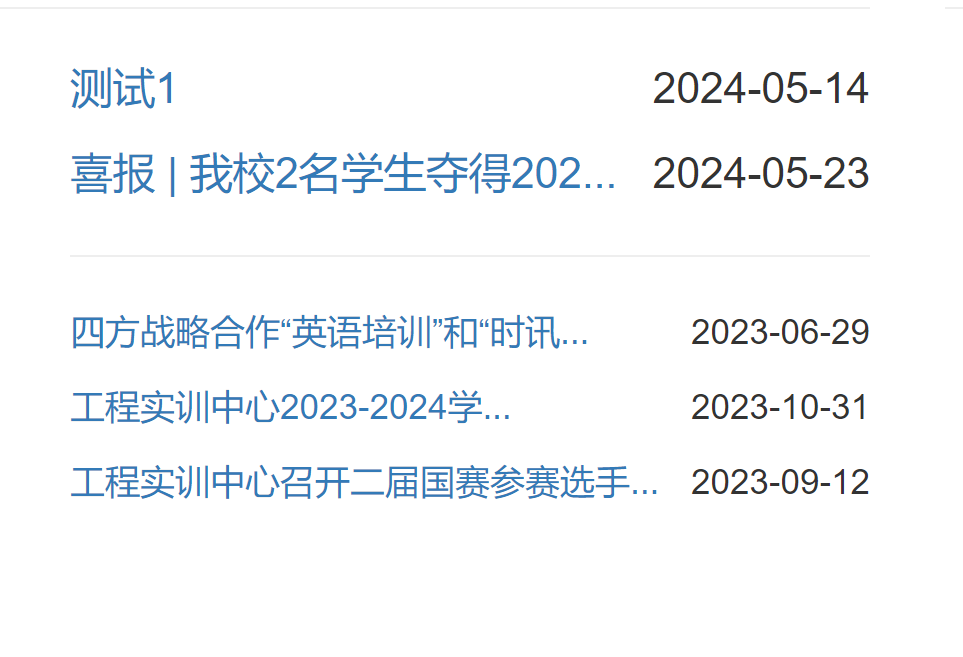 测试1 2024-05-14
喜报 | 我校2名学生夺得202... 2024-05-23
四方战略合作“英语培训”和“时讯... 2023-06-29
工程实训中心2023-2024学... 2023-10-31
工程实训中心召开二届国赛参赛选手... 2023-09-12